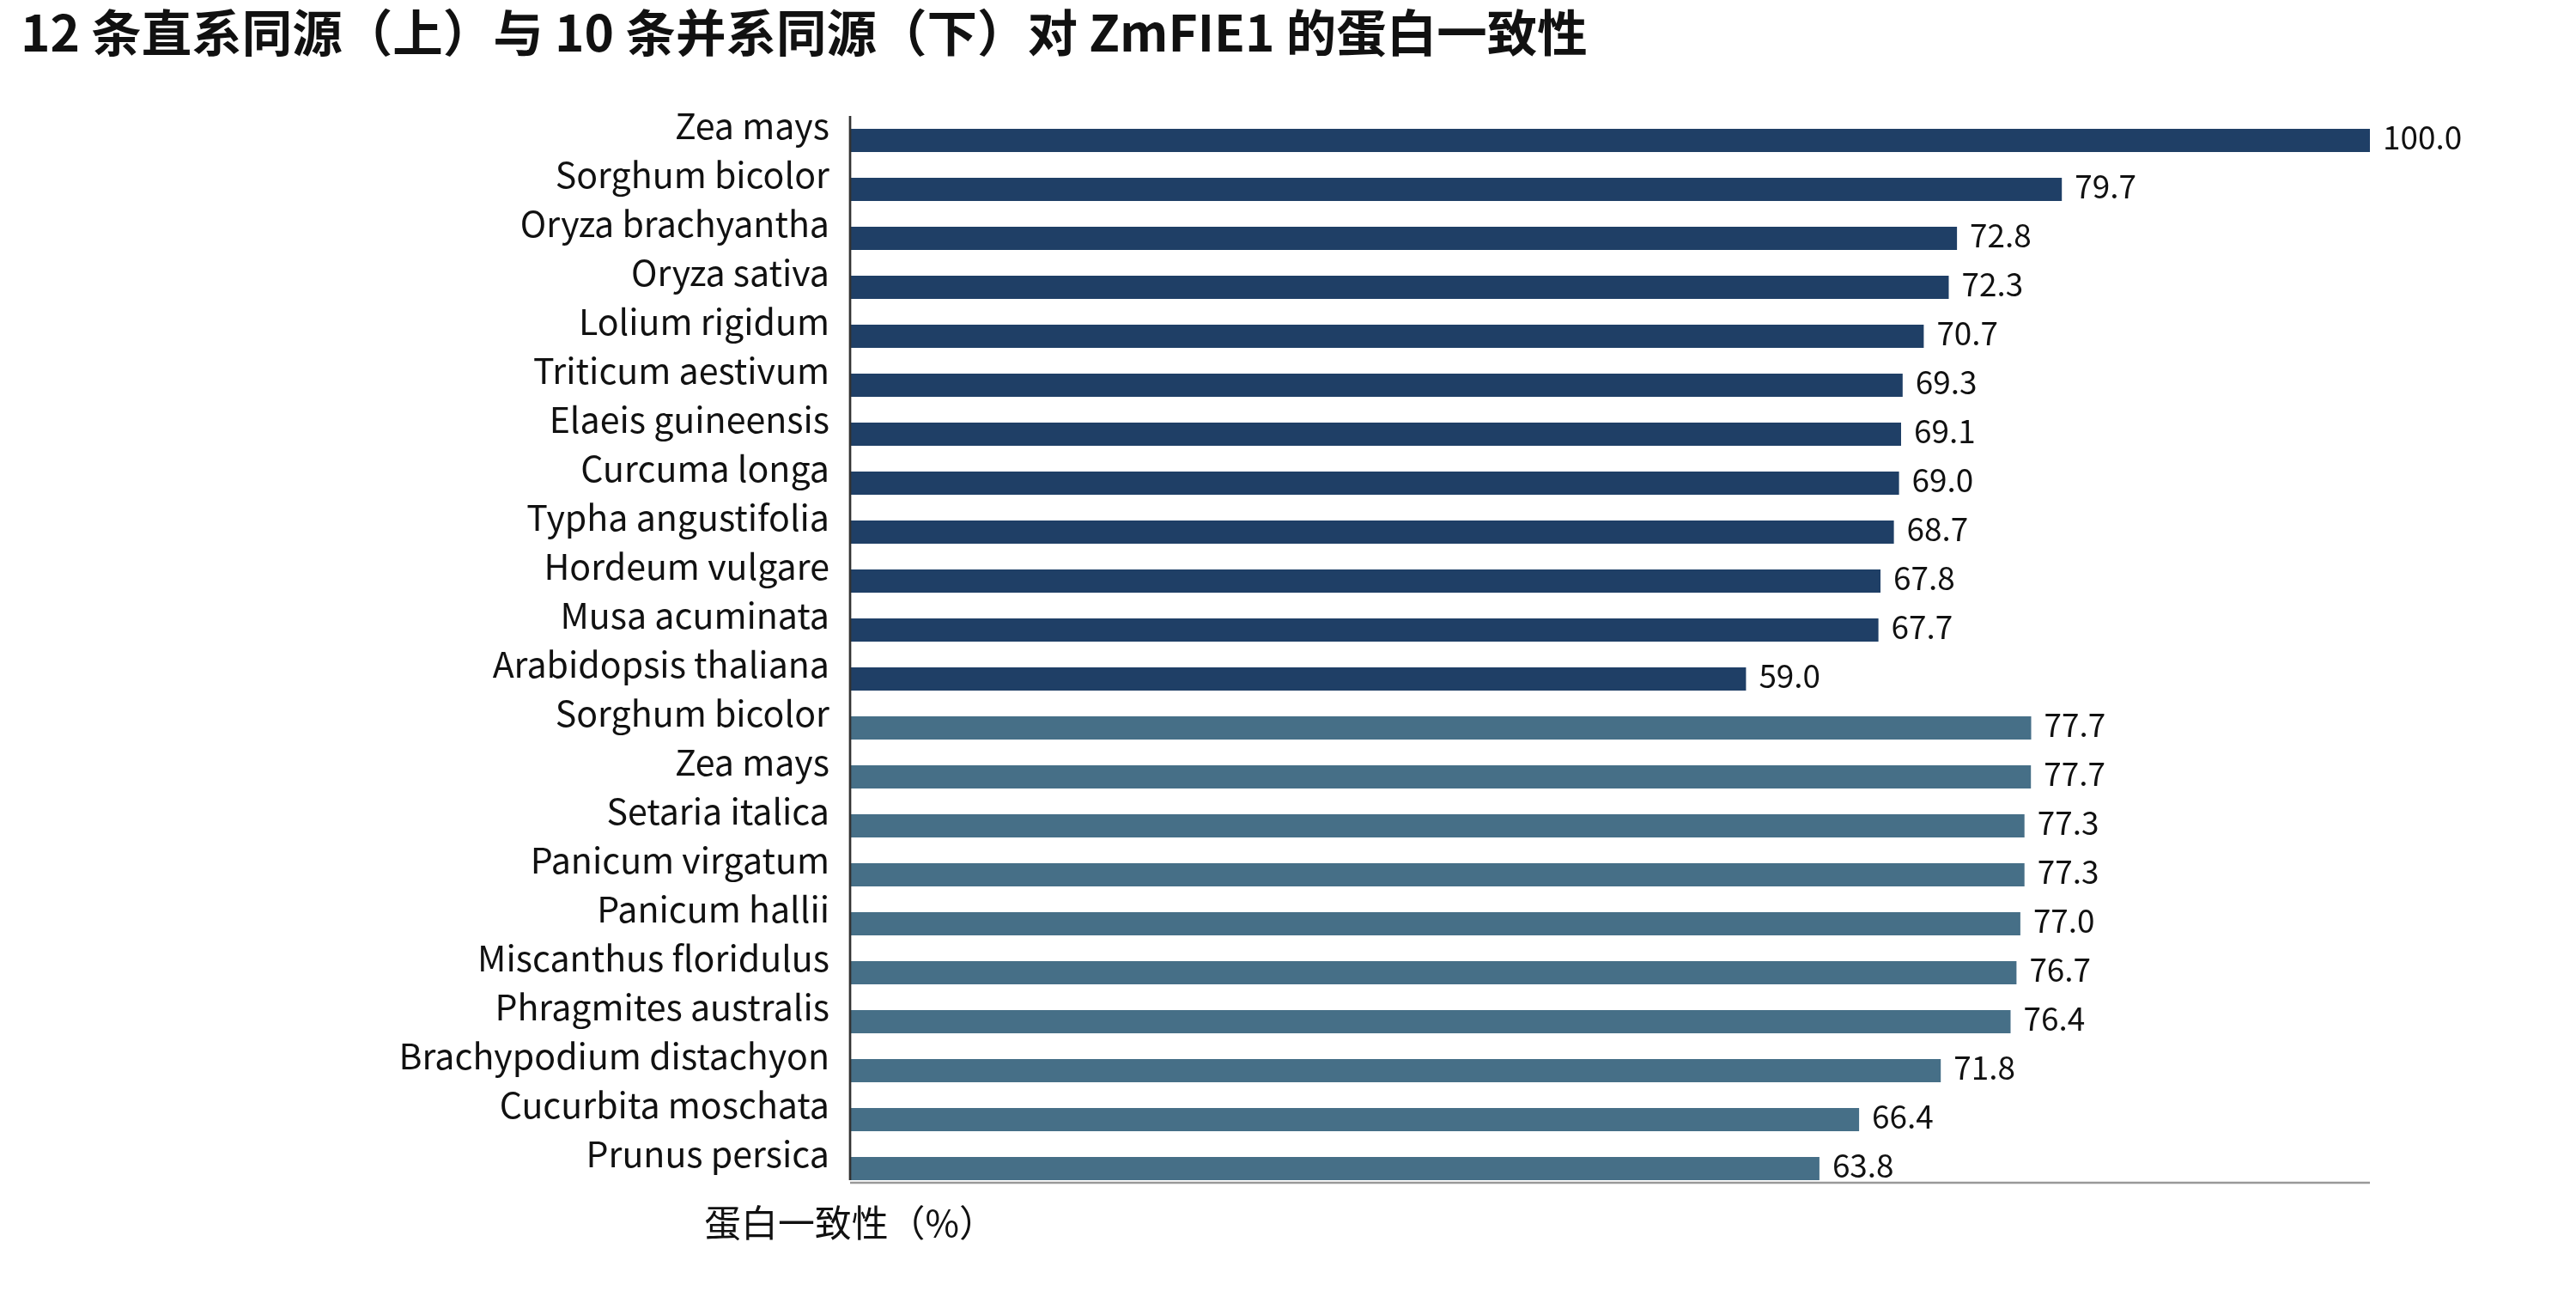 12 条直系同源（上）与 10 条并系同源（下）对 ZmFIE1 的蛋白一致性
Zea mays 100.0
Sorghum bicolor 79.7
Oryza brachyantha 72.8
Oryza sativa 72.3
Lolium rigidum 70.7
Triticum aestivum 69.3
Elaeis guineensis 69.1
Curcuma longa 69.0
Typha angustifolia 68.7
Hordeum vulgare 67.8
Musa acuminata 67.7
Arabidopsis thaliana 59.0
Sorghum bicolor 77.7
Zea mays 77.7
Setaria italica 77.3
Panicum virgatum 77.3
Panicum hallii 77.0
Miscanthus floridulus 76.7
Phragmites australis 76.4
Brachypodium distachyon 71.8
Cucurbita moschata 66.4
Prunus persica 63.8
蛋白一致性（%）